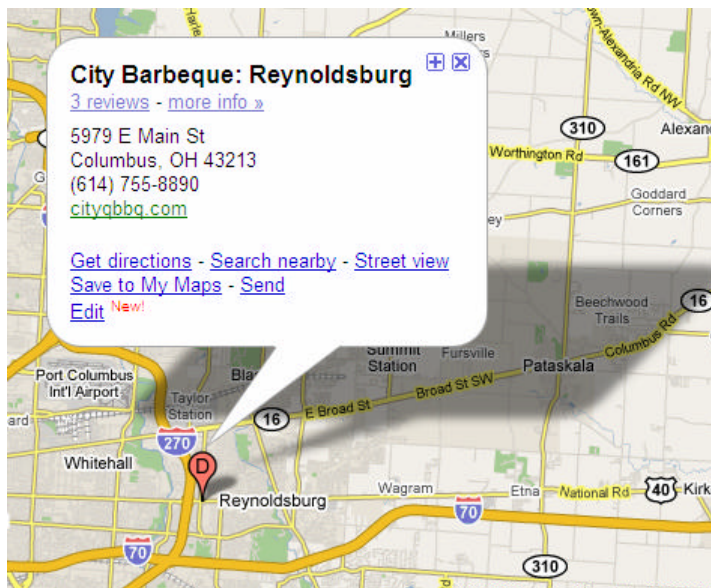 City Barbeque: Reynoldsburg
3 reviews - more info »
5979 E Main St
Columbus, OH 43213
(614) 755-8890
cityqbbq.com
Get directions - Search nearby - Street view
Save to My Maps - Send
Edit New!
Millers
Alexandria Rd NW
310
Worthington Rd
161
Goddard
Corners
Beechwood
Trails
16
Columbus Rd
Summit
Station
Fursville
Pataskala
Broad St SW
E Broad St
16
Port Columbus
Int'l Airport
Taylor
Station
270
Whitehall
D
Reynoldsburg
Wagram
Etna
National Rd
40
70
70
310